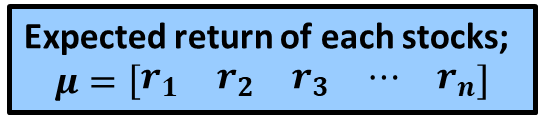 Expected return of each stocks;
μ = [r₁ r₂ r₃ ⋯ rₙ]